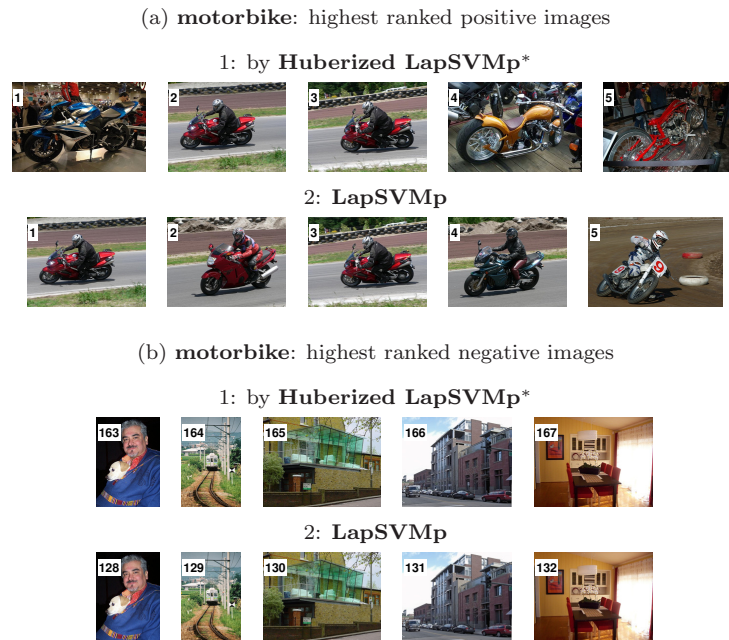 (a) motorbike: highest ranked positive images
1: by Huberized LapSVMp*
1 2 3 4 5
2: LapSVMp
1 2 3 4 5
(b) motorbike: highest ranked negative images
1: by Huberized LapSVMp*
163 164 165 166 167
2: LapSVMp
128 129 130 131 132